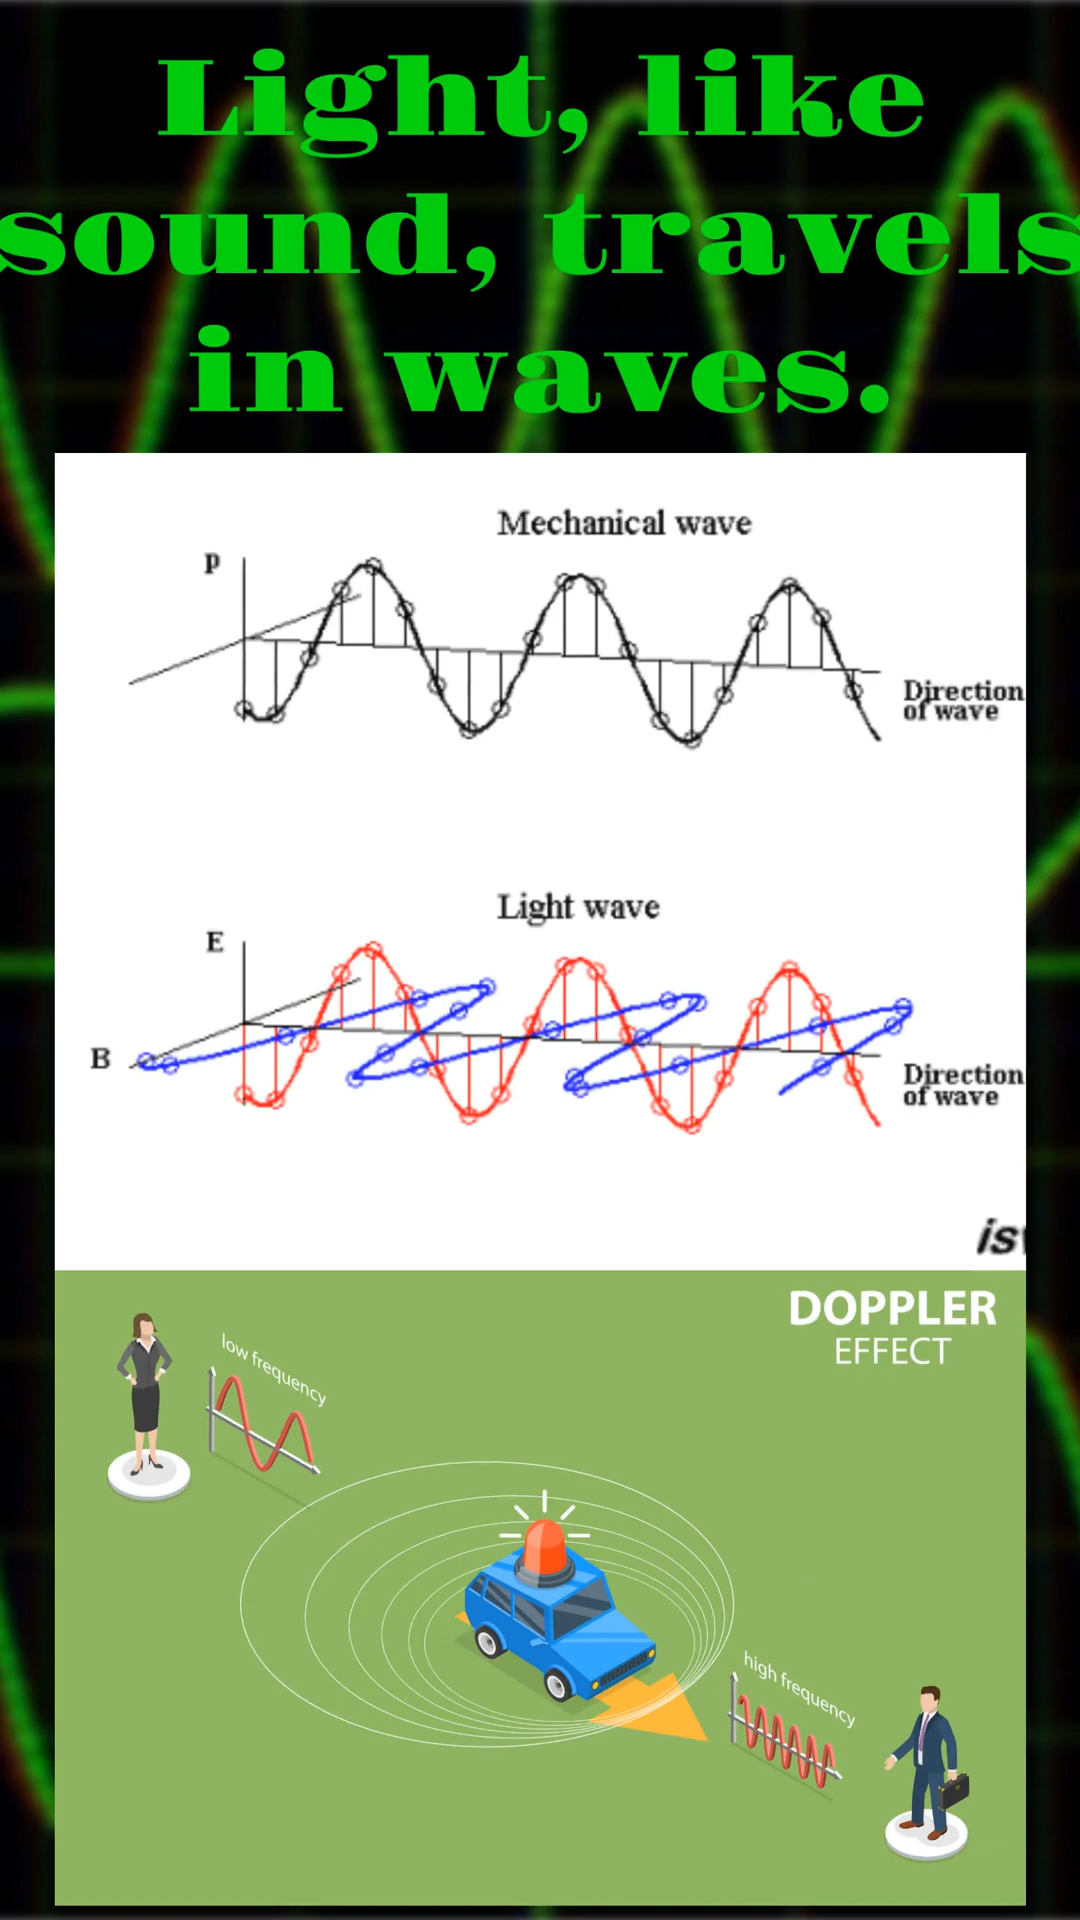 Light, like
sound, travels
in waves.
Mechanical wave
P
Direction
of wave
Light wave
E
B
Direction
of wave
DOPPLER
EFFECT
low frequency
high frequency